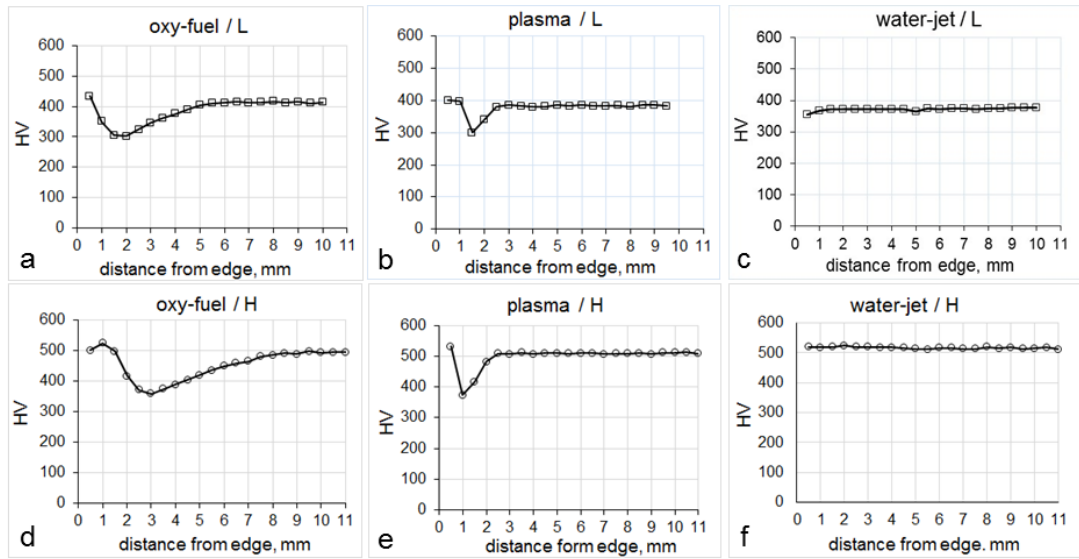 oxy-fuel / L
600
500
400
300
200
100
0
HV
0 1 2 3 4 5 6 7 8 9 10 11
distance from edge, mm
a
plasma / L
600
500
400
300
200
100
0
HV
0 1 2 3 4 5 6 7 8 9 10 11
distance from edge, mm
b
water-jet / L
600
500
400
300
200
100
0
HV
0 1 2 3 4 5 6 7 8 9 10 11
distance from edge, mm
c
oxy-fuel / H
600
500
400
300
200
100
0
HV
0 1 2 3 4 5 6 7 8 9 10 11
distance from edge, mm
d
plasma / H
600
500
400
300
200
100
0
HV
0 1 2 3 4 5 6 7 8 9 10 11
distance form edge, mm
e
water-jet / H
600
500
400
300
200
100
0
HV
0 1 2 3 4 5 6 7 8 9 10 11
distance from edge, mm
f